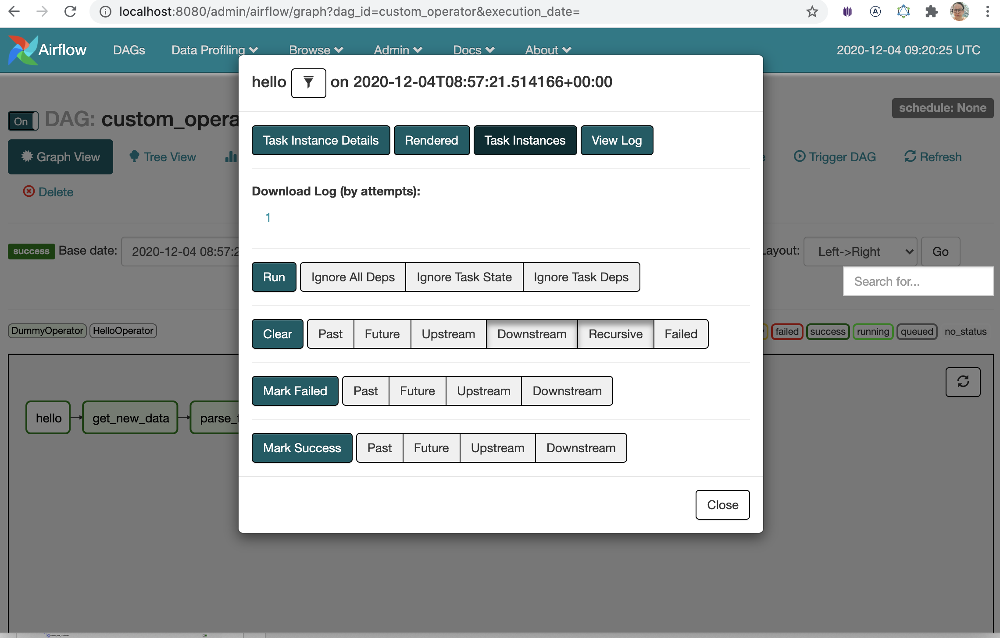 localhost:8080/admin/airflow/graph?dag_id=custom_operator&execution_date=
Airflow DAGs Data Profiling Browse Admin Docs About 2020-12-04 09:20:25 UTC
hello on 2020-12-04T08:57:21.514166+00:00
schedule: None
On DAG: custom_opera
Task Instance Details Rendered Task Instances View Log
Graph View Tree View Trigger DAG Refresh
Delete
Download Log (by attempts):
1
success Base date: 2020-12-04 08:57:2 Layout: Left->Right Go
Run Ignore All Deps Ignore Task State Ignore Task Deps
Search for...
DummyOperator HelloOperator failed success running queued no_status
Clear Past Future Upstream Downstream Recursive Failed
Mark Failed Past Future Upstream Downstream
hello get_new_data parse_
Mark Success Past Future Upstream Downstream
Close